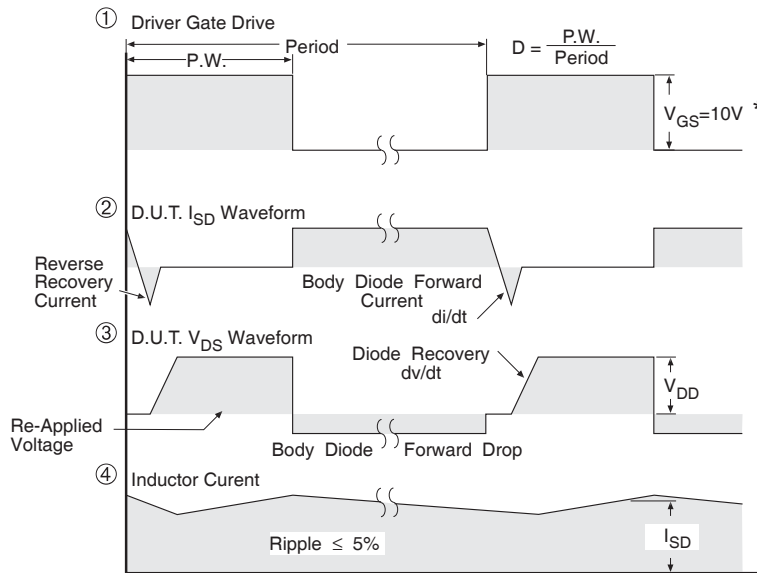 ① Driver Gate Drive
Period
P.W.
D = P.W. / Period
V_GS=10V *
② D.U.T. I_SD Waveform
Reverse
Recovery
Current
Body Diode Forward
Current
di/dt
③ D.U.T. V_DS Waveform
Diode Recovery
dv/dt
V_DD
Re-Applied
Voltage
Body Diode Forward Drop
④ Inductor Curent
Ripple ≤ 5%
I_SD